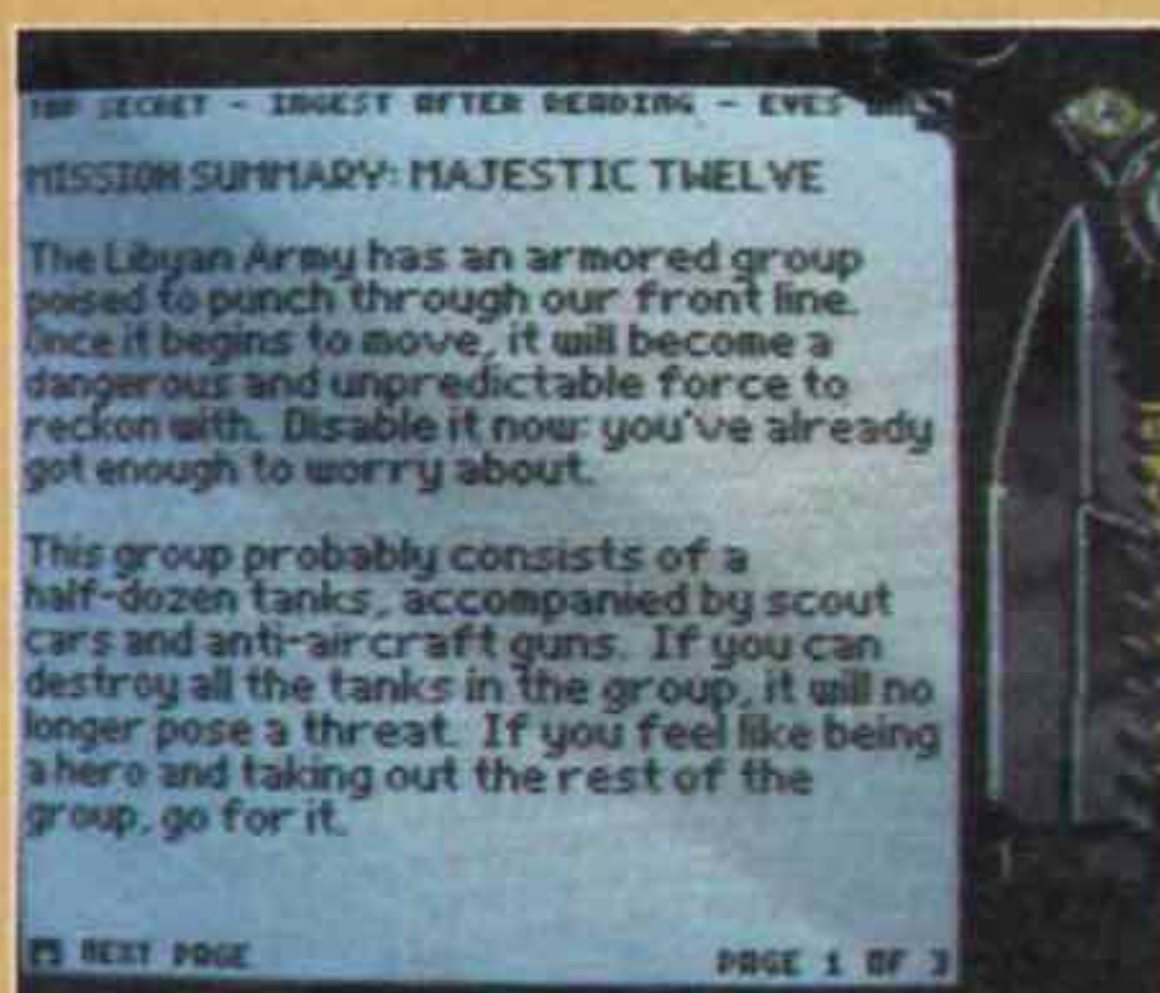 TOP SECRET - INGEST AFTER READING - EYES
MISSION SUMMARY: MAJESTIC TWELVE
The Libyan Army has an armored group
poised to punch through our front line.
Once it begins to move, it will become a
dangerous and unpredictable force to
reckon with. Disable it now: you've already
got enough to worry about.
This group probably consists of a
half-dozen tanks, accompanied by scout
cars and anti-aircraft guns. If you can
destroy all the tanks in the group, it will no
longer pose a threat. If you feel like being
a hero and taking out the rest of the
group, go for it.
NEXT PAGE
PAGE 1 OF 3